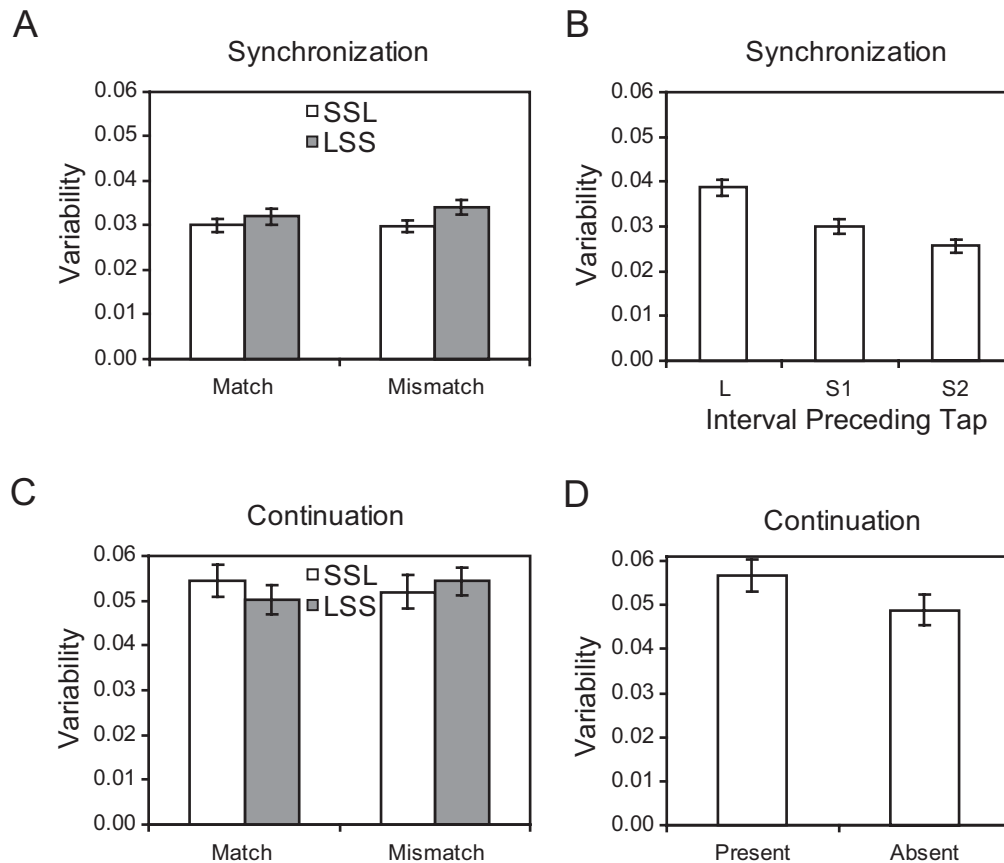 A
Synchronization
0.06
0.05
0.04
0.03
0.02
0.01
0.00
Variability
SSL
LSS
Match Mismatch
B
Synchronization
0.06
0.05
0.04
0.03
0.02
0.01
0.00
Variability
L S1 S2
Interval Preceding Tap
C
Continuation
0.06
0.05
0.04
0.03
0.02
0.01
0.00
Variability
SSL
LSS
Match Mismatch
D
Continuation
0.06
0.05
0.04
0.03
0.02
0.01
0.00
Variability
Present Absent